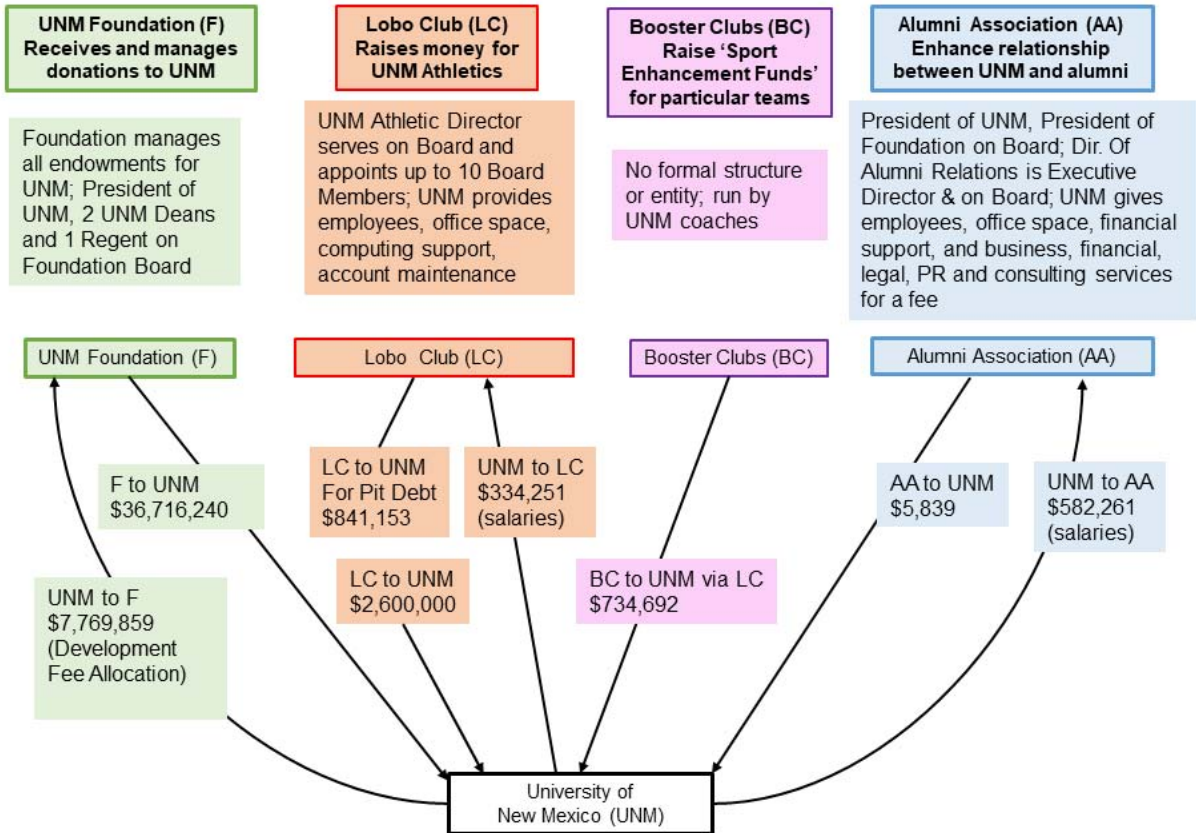 UNM Foundation (F)
Receives and manages
donations to UNM
Lobo Club (LC)
Raises money for
UNM Athletics
Booster Clubs (BC)
Raise ‘Sport
Enhancement Funds’
for particular teams
Alumni Association (AA)
Enhance relationship
between UNM and alumni
Foundation manages
all endowments for
UNM; President of
UNM, 2 UNM Deans
and 1 Regent on
Foundation Board
UNM Athletic Director
serves on Board and
appoints up to 10 Board
Members; UNM provides
employees, office space,
computing support,
account maintenance
No formal structure
or entity; run by
UNM coaches
President of UNM, President of
Foundation on Board; Dir. Of
Alumni Relations is Executive
Director & on Board; UNM gives
employees, office space, financial
support, and business, financial,
legal, PR and consulting services
for a fee
UNM Foundation (F)
Lobo Club (LC)
Booster Clubs (BC)
Alumni Association (AA)
F to UNM
$36,716,240
LC to UNM
For Pit Debt
$841,153
UNM to LC
$334,251
(salaries)
AA to UNM
$5,839
UNM to AA
$582,261
(salaries)
UNM to F
$7,769,859
(Development
Fee Allocation)
LC to UNM
$2,600,000
BC to UNM via LC
$734,692
University of
New Mexico (UNM)